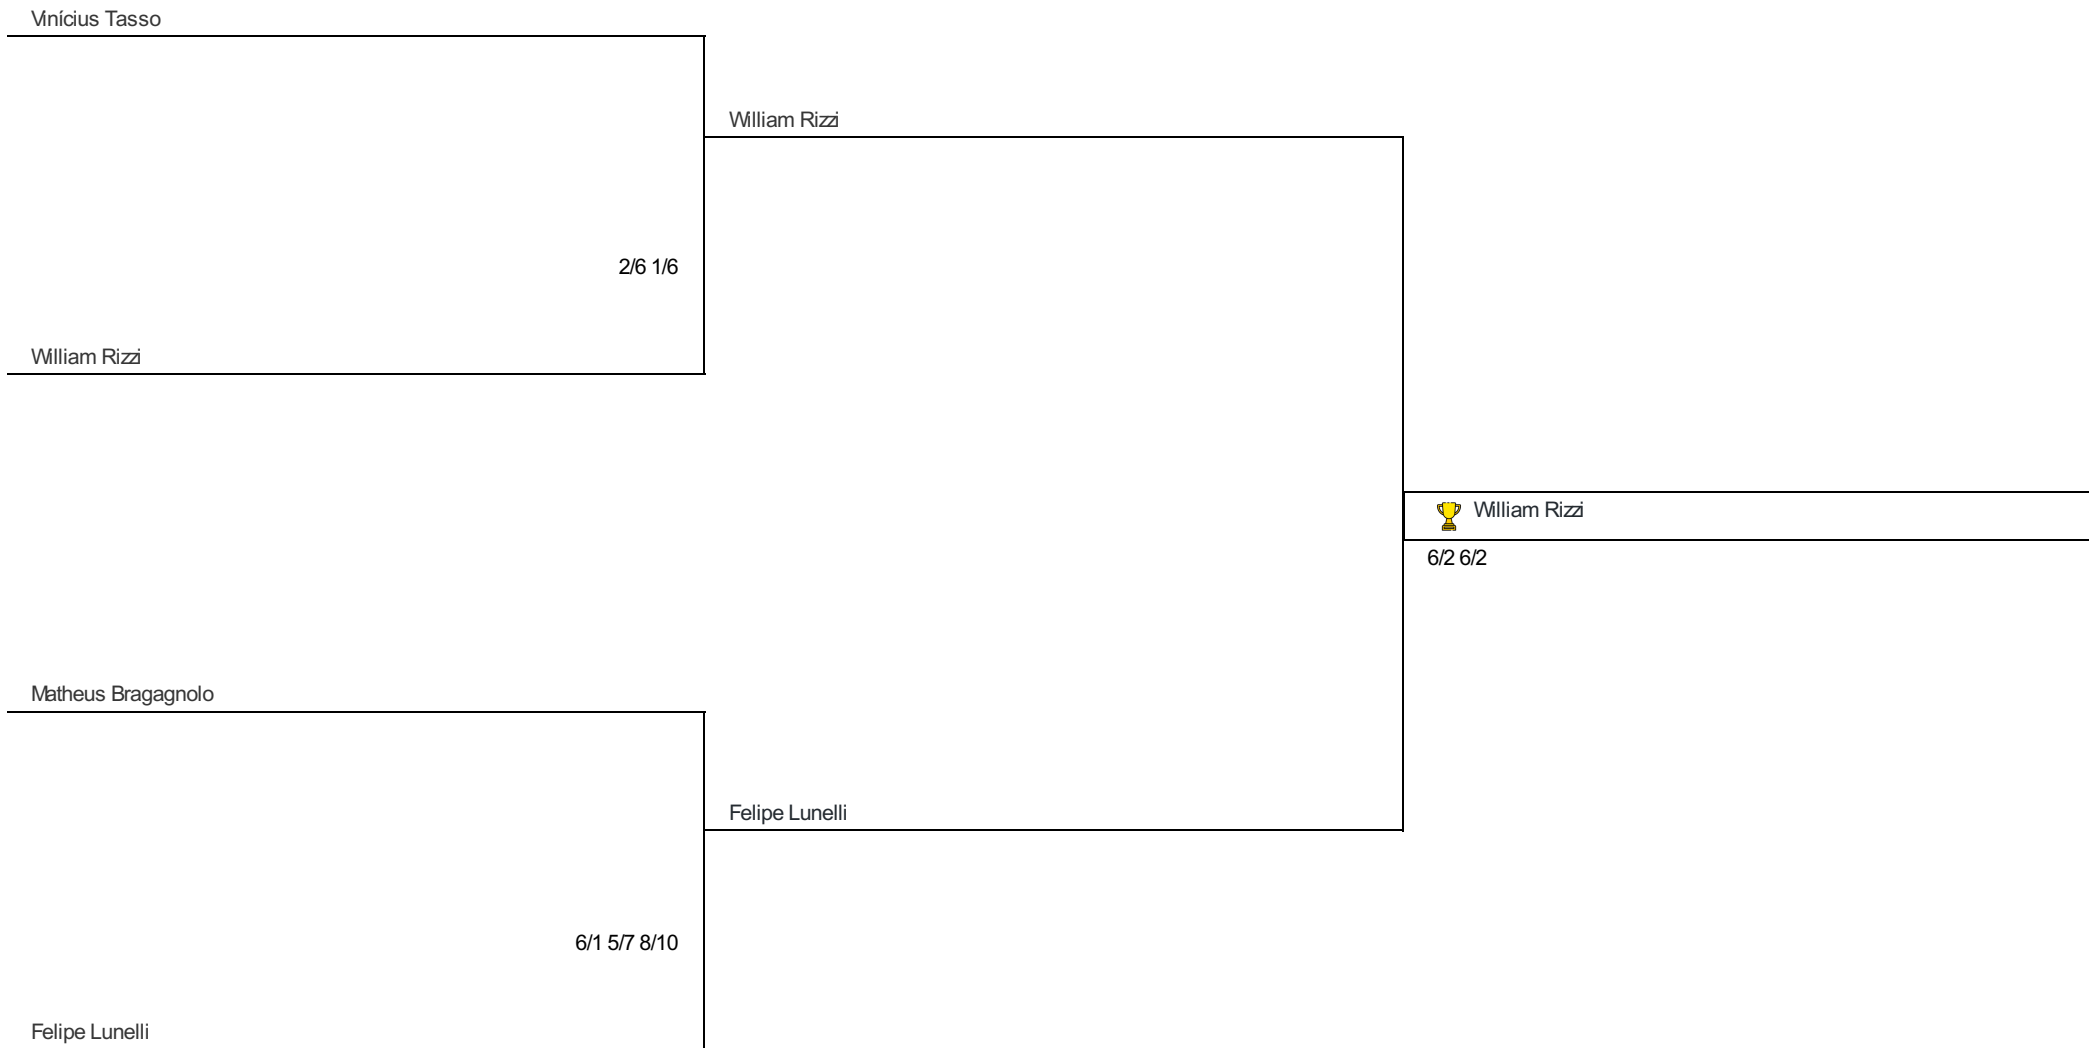 Vinícius Tasso
William Rizzi
2/6 1/6
William Rizzi
William Rizzi
6/2 6/2
Matheus Bragagnolo
Felipe Lunelli
6/1 5/7 8/10
Felipe Lunelli